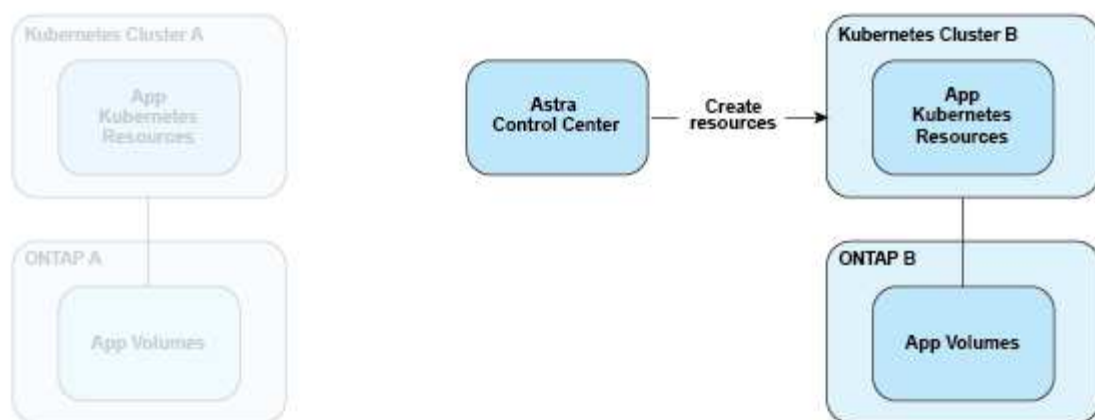 Kubernetes Cluster A
App
Kubernetes
Resources
ONTAP A
App Volumes
Astra
Control Center
Create
resources
Kubernetes Cluster B
App
Kubernetes
Resources
ONTAP B
App Volumes